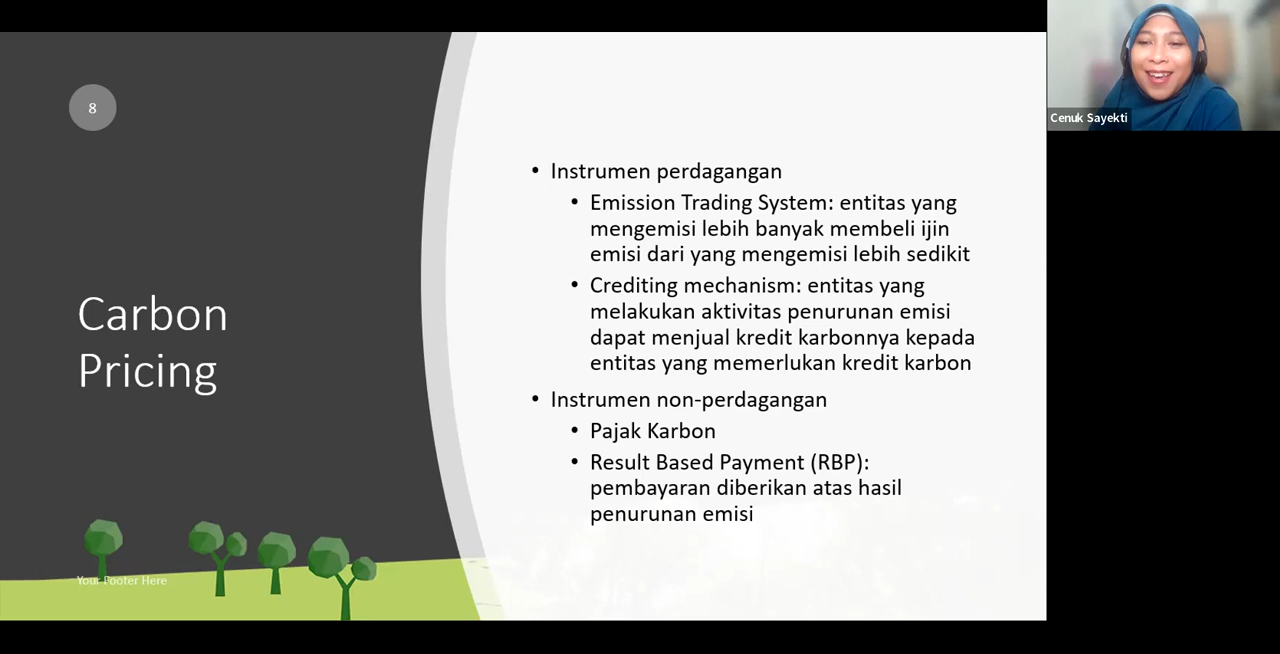 8
Carbon
Pricing
• Instrumen perdagangan
• Emission Trading System: entitas yang
mengemisi lebih banyak membeli ijin
emisi dari yang mengemisi lebih sedikit
• Crediting mechanism: entitas yang
melakukan aktivitas penurunan emisi
dapat menjual kredit karbonnya kepada
entitas yang memerlukan kredit karbon
• Instrumen non-perdagangan
• Pajak Karbon
• Result Based Payment (RBP):
pembayaran diberikan atas hasil
penurunan emisi
Your Footer Here
Cenuk Sayekti